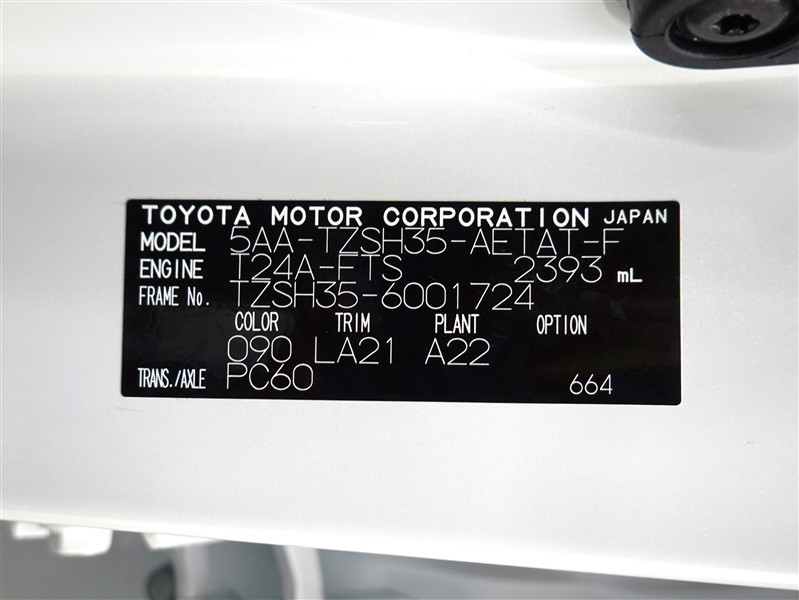 TOYOTA MOTOR CORPORATION JAPAN
MODEL 5AA-TZSH35-AETAT-F
ENGINE T24A-FTS 2393 mL
FRAME No. TZSH35-6001724
COLOR TRIM PLANT OPTION
090 LA21 A22
TRANS./AXLE PC60 664